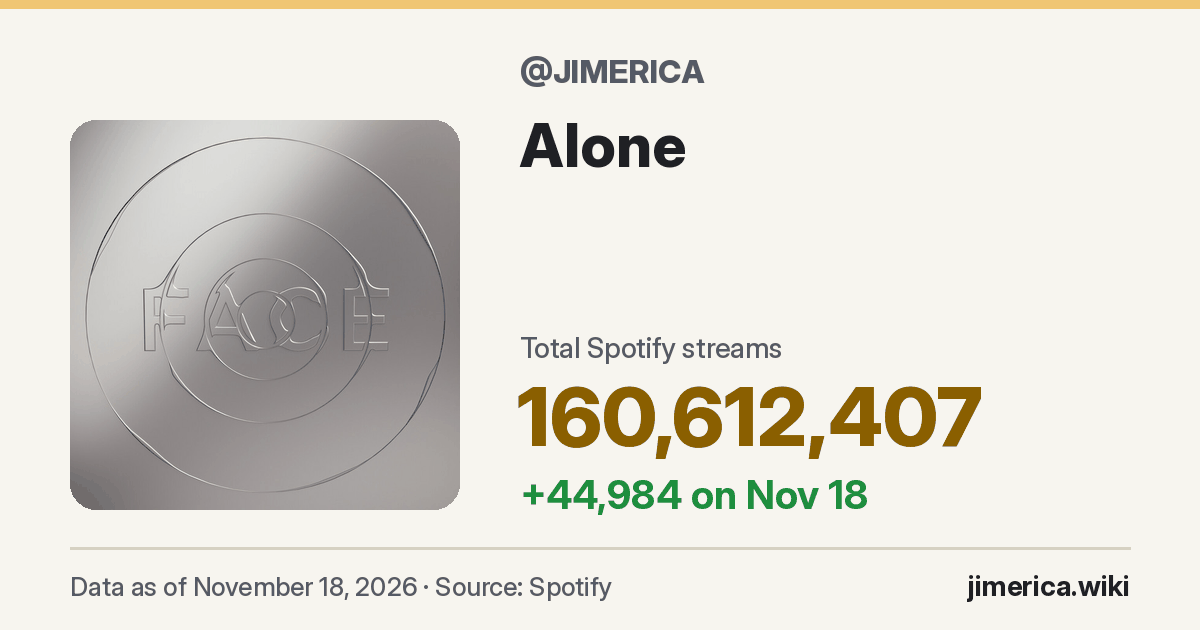 @JIMERICA
Alone
FACE
Total Spotify streams
160,612,407
+44,984 on Nov 18
Data as of November 18, 2026 · Source: Spotify
jimerica.wiki